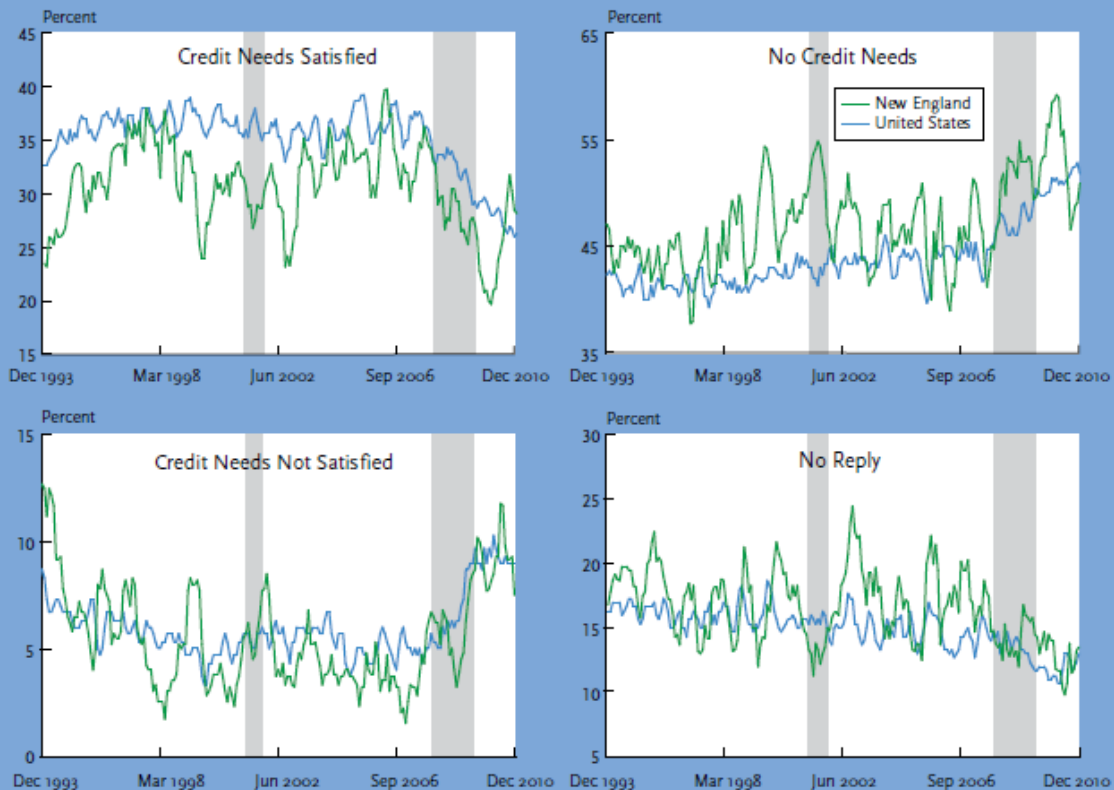 Percent
Credit Needs Satisfied
45
40
35
30
25
20
15
Dec 1993 Mar 1998 Jun 2002 Sep 2006 Dec 2010
Percent
No Credit Needs
New England
United States
65
55
45
35
Dec 1993 Mar 1998 Jun 2002 Sep 2006 Dec 2010
Percent
Credit Needs Not Satisfied
15
10
5
0
Dec 1993 Mar 1998 Jun 2002 Sep 2006 Dec 2010
Percent
No Reply
30
25
20
15
10
5
Dec 1993 Mar 1998 Jun 2002 Sep 2006 Dec 2010